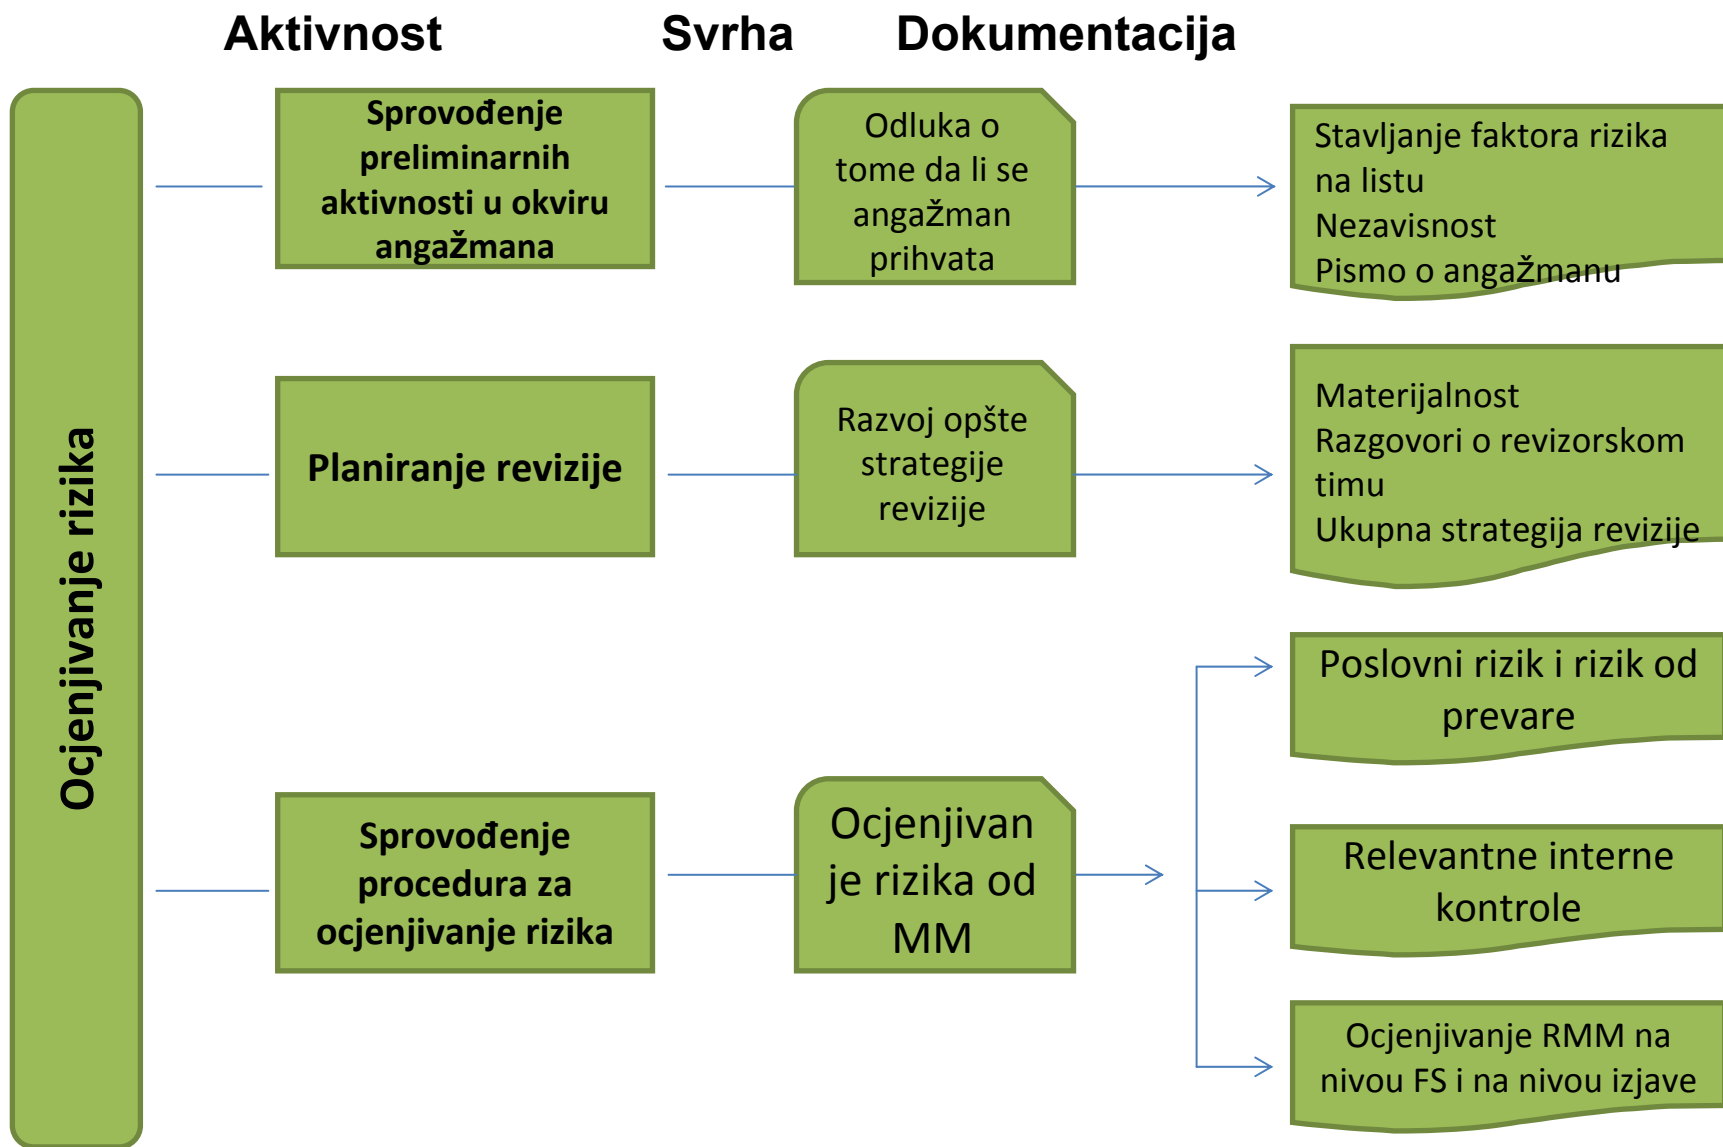 Aktivnost Svrha Dokumentacija
Ocjenjivanje rizika
Sprovođenje
preliminarnih
aktivnosti u okviru
angažmana
Odluka o
tome da li se
angažman
prihvata
Stavljanje faktora rizika
na listu
Nezavisnost
Pismo o angažmanu
Planiranje revizije
Razvoj opšte
strategije
revizije
Materijalnost
Razgovori o revizorskom
timu
Ukupna strategija revizije
Sprovođenje
procedura za
ocjenjivanje rizika
Ocjenjivan
je rizika od
MM
Poslovni rizik i rizik od
prevare
Relevantne interne
kontrole
Ocjenjivanje RMM na
nivou FS i na nivou izjave